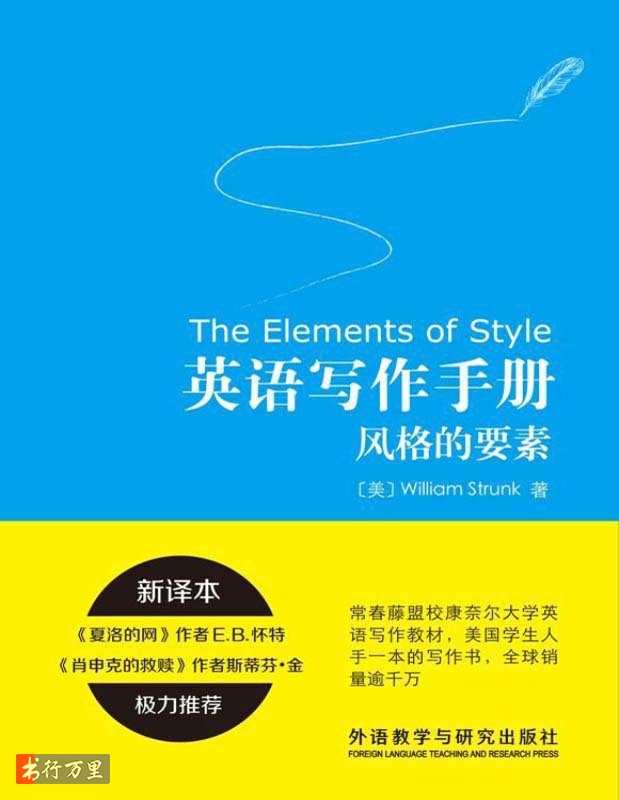 The Elements of Style
英语写作手册
风格的要素
〔美〕William Strunk 著
新译本
《夏洛的网》作者E.B.怀特
《肖申克的救赎》作者斯蒂芬·金
极力推荐
常春藤盟校康奈尔大学英
语写作教材，美国学生人
手一本的写作书，全球销
量逾千万
外语教学与研究出版社
FOREIGN LANGUAGE TEACHING AND RESEARCH PRESS
书行万里